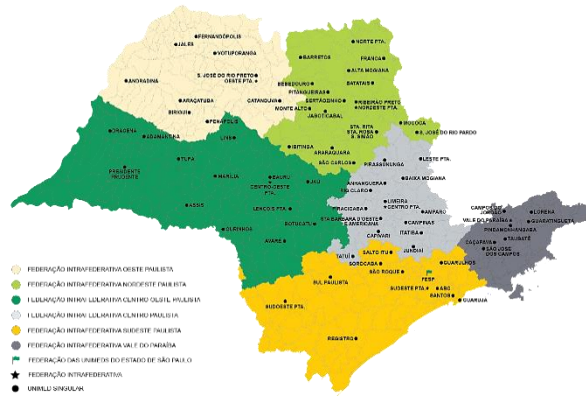 FERNANDÓPOLIS
JALES
VOTUPORANGA
S. JOSÉ DO RIO PRETO
OESTE PTA.
ANDRADINA
ARAÇATUBA
CATANDUVA
BIRIGUI
PENÁPOLIS
NORTE PTA.
BARRETOS
FRANCA
ALTA MOGIANA
BEBEDOURO
BATATAIS
PITANGUEIRAS
SERTÃOZINHO
RIBEIRÃO PRETO
NORDESTE PTA.
MONTE ALTO
JABOTICABAL
STA. RITA
STA. ROSA
S. SIMÃO
MOCOCA
S. JOSÉ DO RIO PARDO
IBITINGA
ARARAQUARA
SÃO CARLOS
DRACENA
ADAMANTINA
LINS
TUPÃ
PRESIDENTE
PRUDENTE
MARÍLIA
BAURU
CENTRO-OESTE
PTA.
JAÚ
ASSIS
LENÇÓIS PTA.
BOTUCATU
OURINHOS
AVARÉ
PIRASSUNUNGA
LESTE PTA.
ARARAS
ANHANGUERA
RIO CLARO
BAIXA MOGIANA
LIMEIRA
CENTRO PTA.
PIRACICABA
AMPARO
STA BÁRBARA D'OESTE
E AMERICANA
CAMPINAS
CAPIVARI
ITATIBA
TATUÍ
SALTO ITU
JUNDIAÍ
SOROCABA
SÃO ROQUE
GUARULHOS
FESP
SUL PAULISTA
SUDESTE PTA.
ABC
SANTOS
GUARUJÁ
SUDOESTE PTA.
REGISTRO
CAMPOS DO
JORDÃO
LORENA
VALE DO PARAÍBA
GUARATINGUETÁ
PINDAMONHANGABA
TAUBATÉ
CAÇAPAVA
SÃO JOSÉ
DOS CAMPOS
FEDERAÇÃO INTRAFEDERATIVA OESTE PAULISTA
FEDERAÇÃO INTRAFEDERATIVA NORDESTE PAULISTA
FEDERAÇÃO INTRAFEDERATIVA CENTRO OESTE PAULISTA
FEDERAÇÃO INTRAFEDERATIVA CENTRO PAULISTA
FEDERAÇÃO INTRAFEDERATIVA SUDESTE PAULISTA
FEDERAÇÃO INTRAFEDERATIVA VALE DO PARAÍBA
FEDERAÇÃO DAS UNIMEDS DO ESTADO DE SÃO PAULO
FEDERAÇÃO INTRAFEDERATIVA
UNIMED SINGULAR